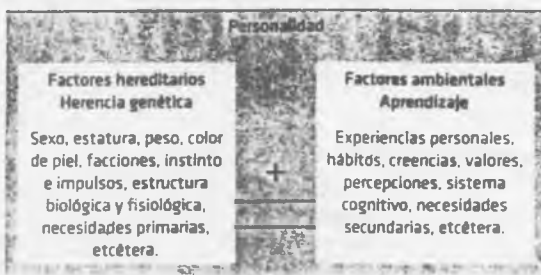 Personalidad
Factores hereditarios
Herencia genética
Sexo, estatura, peso, color
de piel, facciones, instinto
e impulsos, estructura
biológica y fisiológica,
necesidades primarias,
etcétera.
+
Factores ambientales
Aprendizaje
Experiencias personales,
hábitos, creencias, valores,
percepciones, sistema
cognitivo, necesidades
secundarias, etcétera.